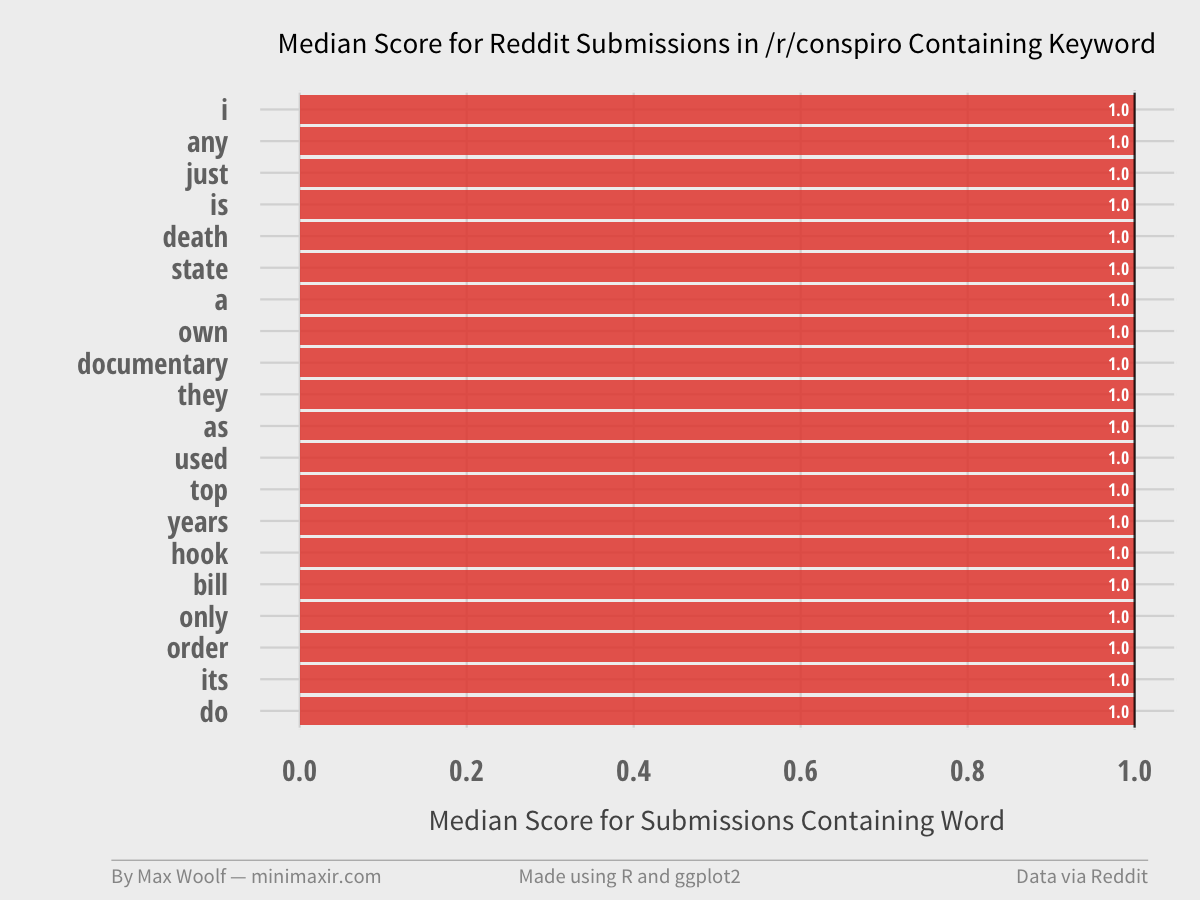 Median Score for Reddit Submissions in /r/conspiro Containing Keyword
i 1.0
any 1.0
just 1.0
is 1.0
death 1.0
state 1.0
a 1.0
own 1.0
documentary 1.0
they 1.0
as 1.0
used 1.0
top 1.0
years 1.0
hook 1.0
bill 1.0
only 1.0
order 1.0
its 1.0
do 1.0
0.0 0.2 0.4 0.6 0.8 1.0
Median Score for Submissions Containing Word
By Max Woolf — minimaxir.com Made using R and ggplot2 Data via Reddit